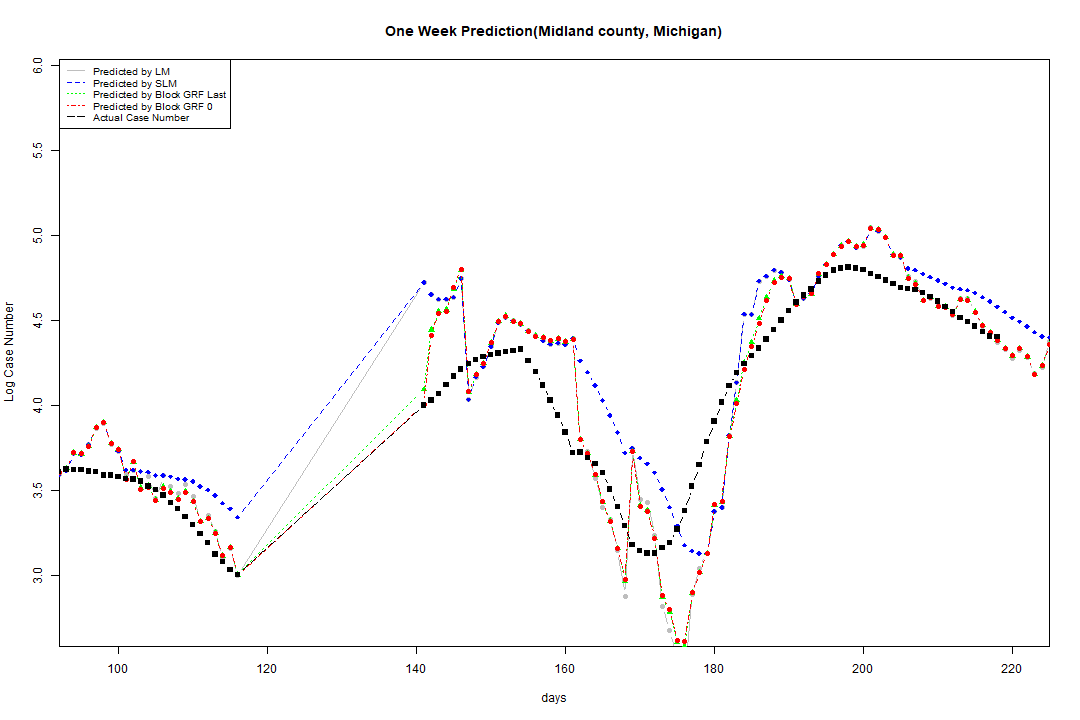 One Week Prediction(Midland county, Michigan)
Predicted by LM
Predicted by SLM
Predicted by Block GRF Last
Predicted by Block GRF 0
Actual Case Number
6.0
5.5
5.0
4.5
4.0
3.5
3.0
Log Case Number
100 120 140 160 180 200 220
days